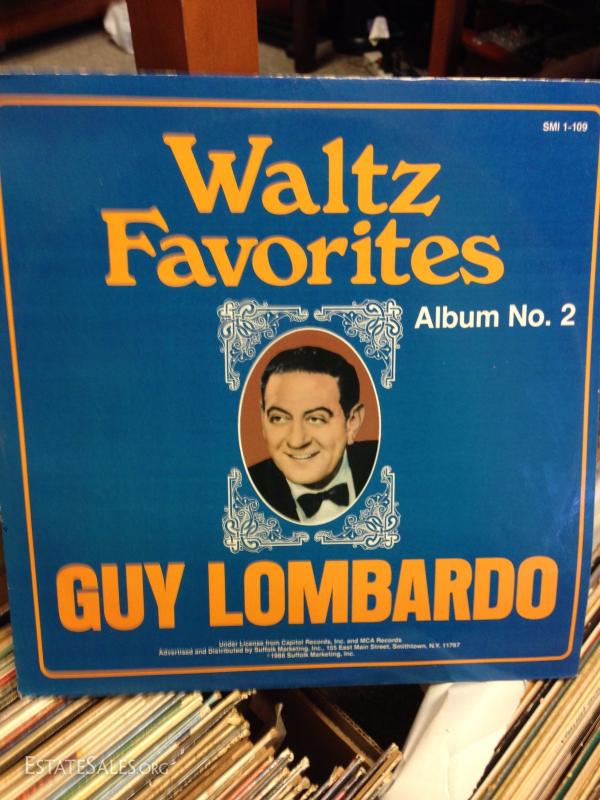 SMI 1-109
Waltz
Favorites
Album No. 2
GUY LOMBARDO
Under License from Capitol Records, Inc. and MCA Records
Advertised and Distributed by Suffolk Marketing, Inc., 155 East Main Street, Smithtown, N.Y. 11787
©1986 Suffolk Marketing, Inc.
ESTATESALES.ORG